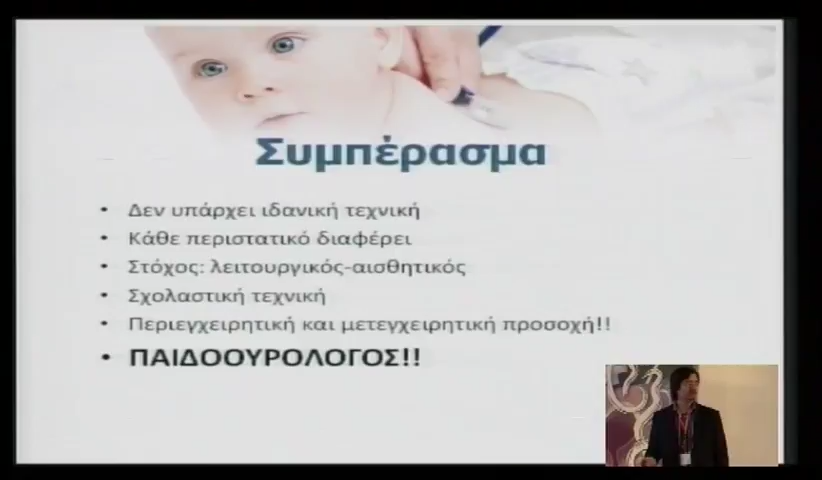 Συμπέρασμα
• Δεν υπάρχει ιδανική τεχνική
• Κάθε περιστατικό διαφέρει
• Στόχος: λειτουργικός-αισθητικός
• Σχολαστική τεχνική
• Περιεγχειρητική και μετεγχειρητική προσοχή!!
• ΠΑΙΔΟΟΥΡΟΛΟΓΟΣ!!